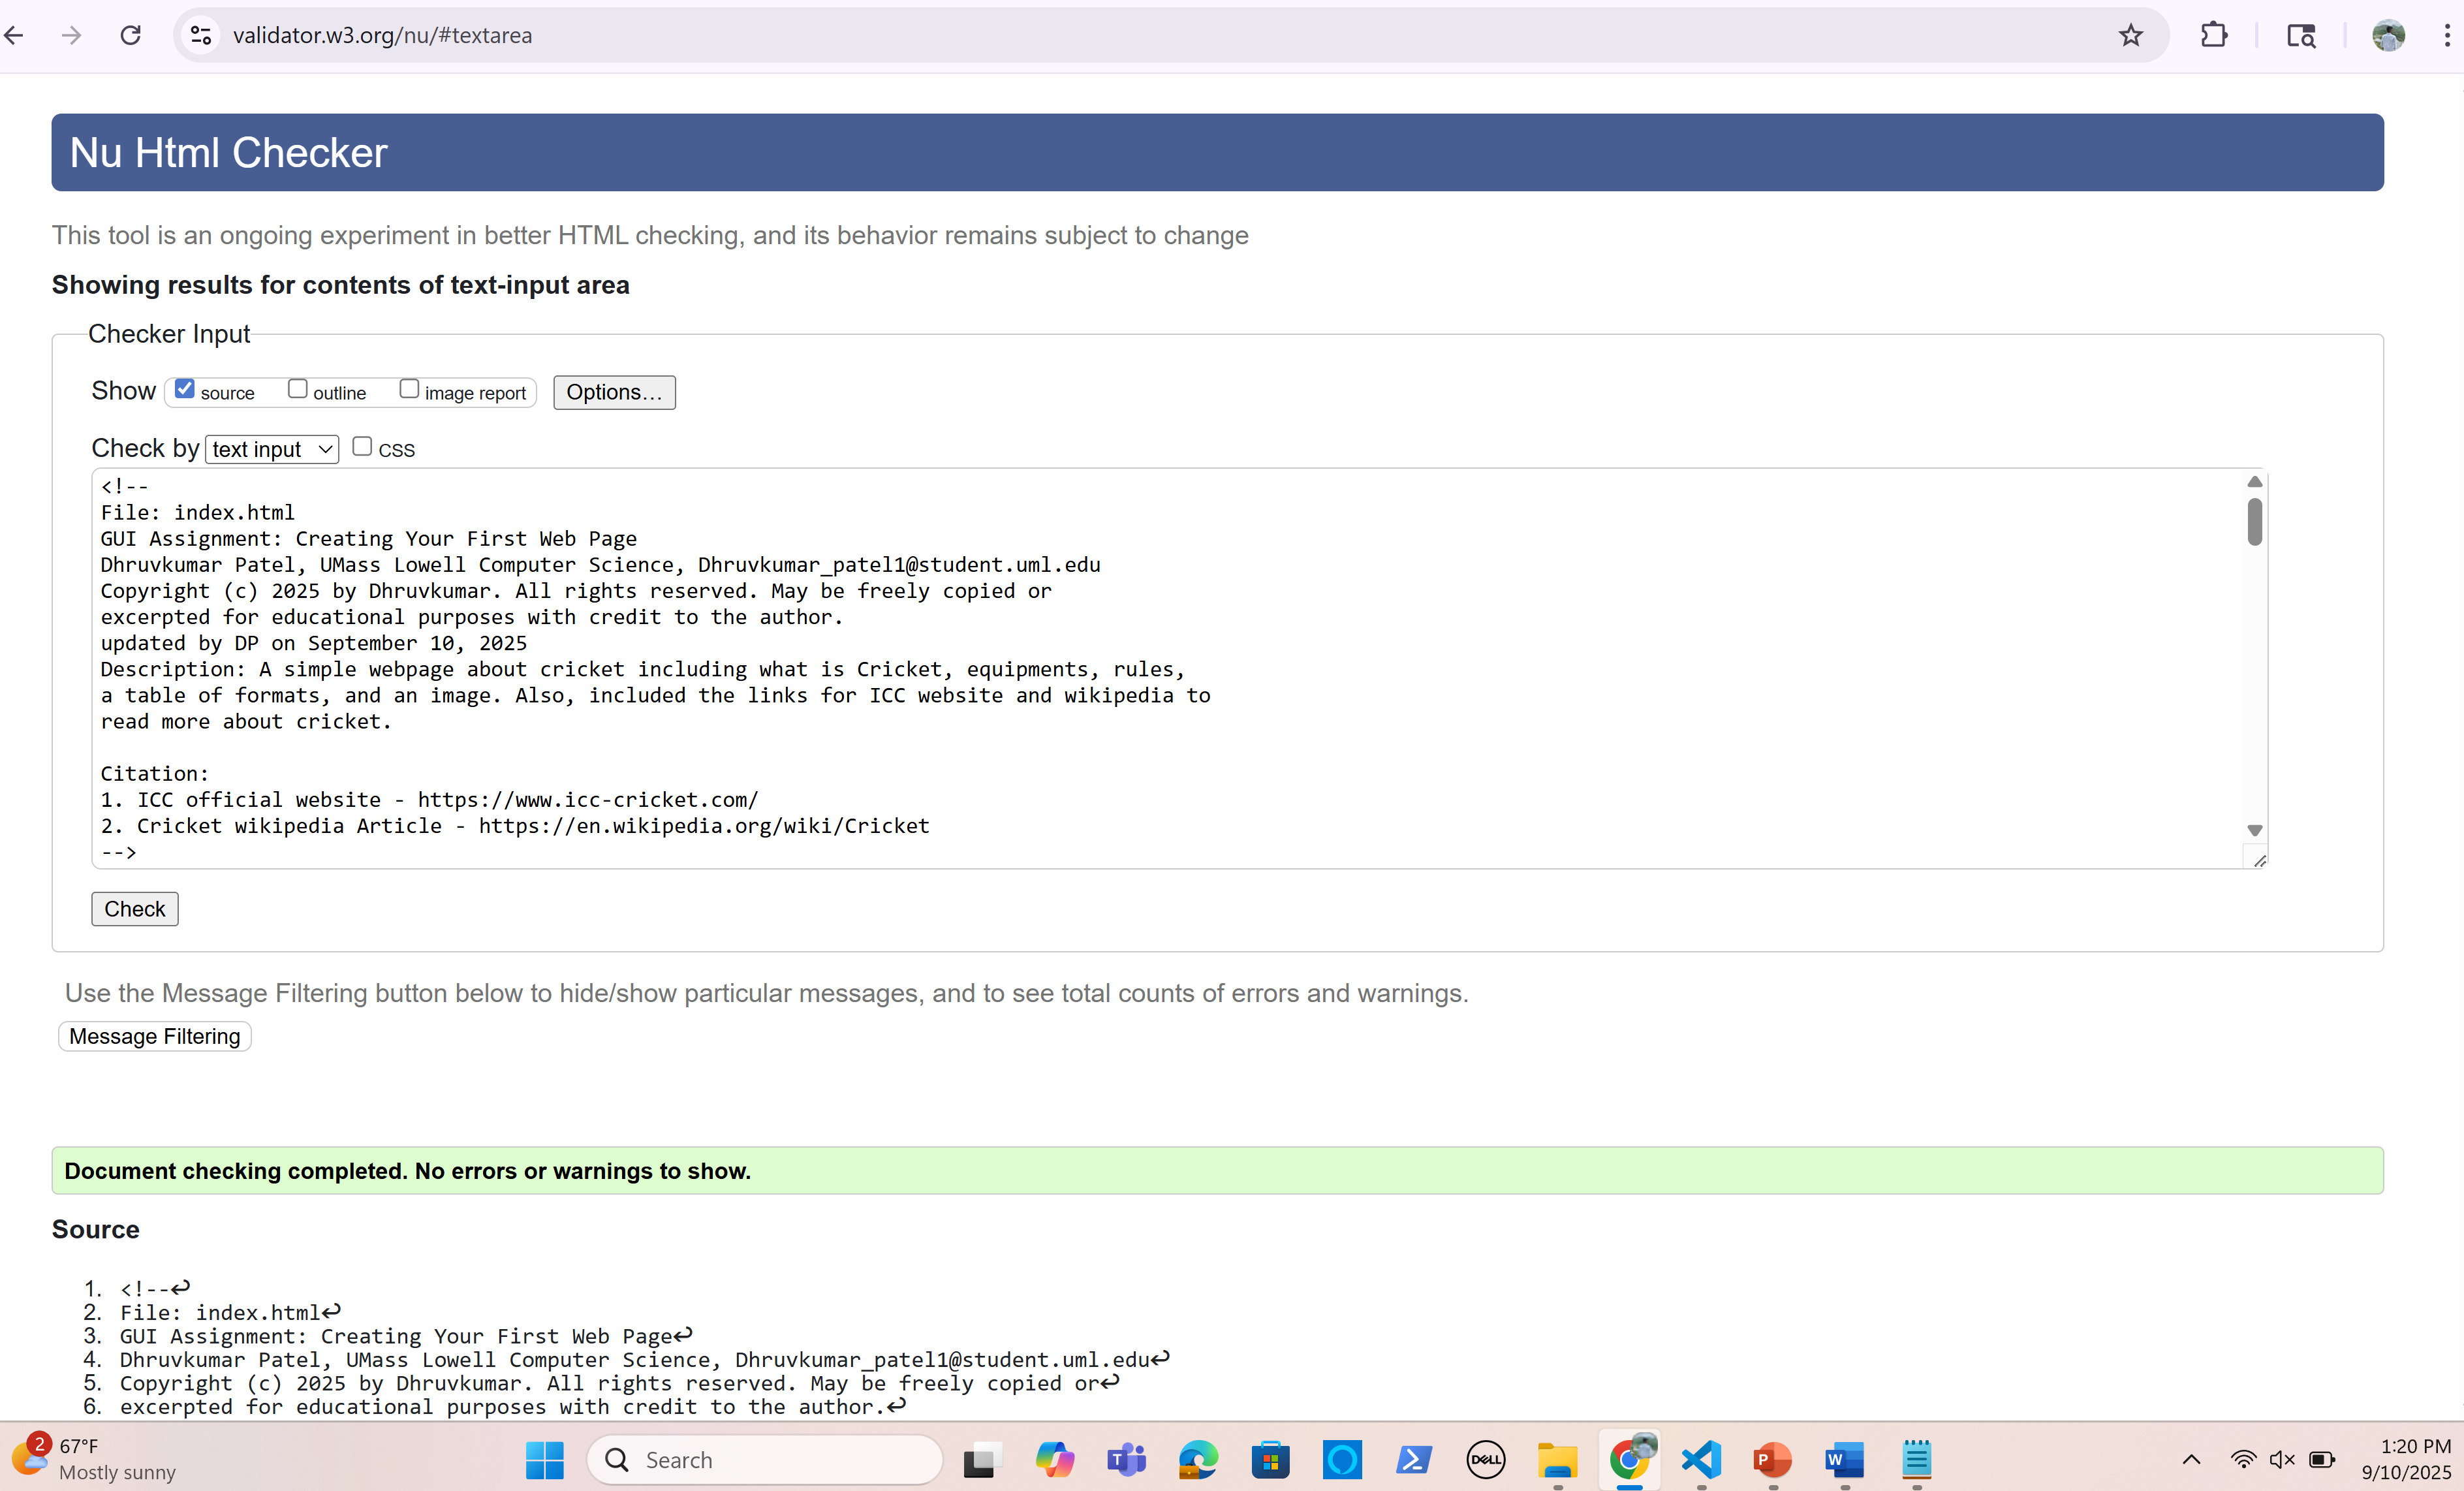 validator.w3.org/nu/#textarea
Nu Html Checker
This tool is an ongoing experiment in better HTML checking, and its behavior remains subject to change
Showing results for contents of text-input area
Checker Input
Show source outline image report Options...
Check by text input CSS
<!--
File: index.html
GUI Assignment: Creating Your First Web Page
Dhruvkumar Patel, UMass Lowell Computer Science, Dhruvkumar_patel1@student.uml.edu
Copyright (c) 2025 by Dhruvkumar. All rights reserved. May be freely copied or
excerpted for educational purposes with credit to the author.
updated by DP on September 10, 2025
Description: A simple webpage about cricket including what is Cricket, equipments, rules,
a table of formats, and an image. Also, included the links for ICC website and wikipedia to
read more about cricket.
Citation:
1. ICC official website - https://www.icc-cricket.com/
2. Cricket wikipedia Article - https://en.wikipedia.org/wiki/Cricket
-->
Check
Use the Message Filtering button below to hide/show particular messages, and to see total counts of errors and warnings.
Message Filtering
Document checking completed. No errors or warnings to show.
Source
1. <!--↩
2. File: index.html↩
3. GUI Assignment: Creating Your First Web Page↩
4. Dhruvkumar Patel, UMass Lowell Computer Science, Dhruvkumar_patel1@student.uml.edu↩
5. Copyright (c) 2025 by Dhruvkumar. All rights reserved. May be freely copied or↩
6. excerpted for educational purposes with credit to the author.↩
2
67°F
Mostly sunny
Search
T
DELL
P
W
1:20 PM
9/10/2025